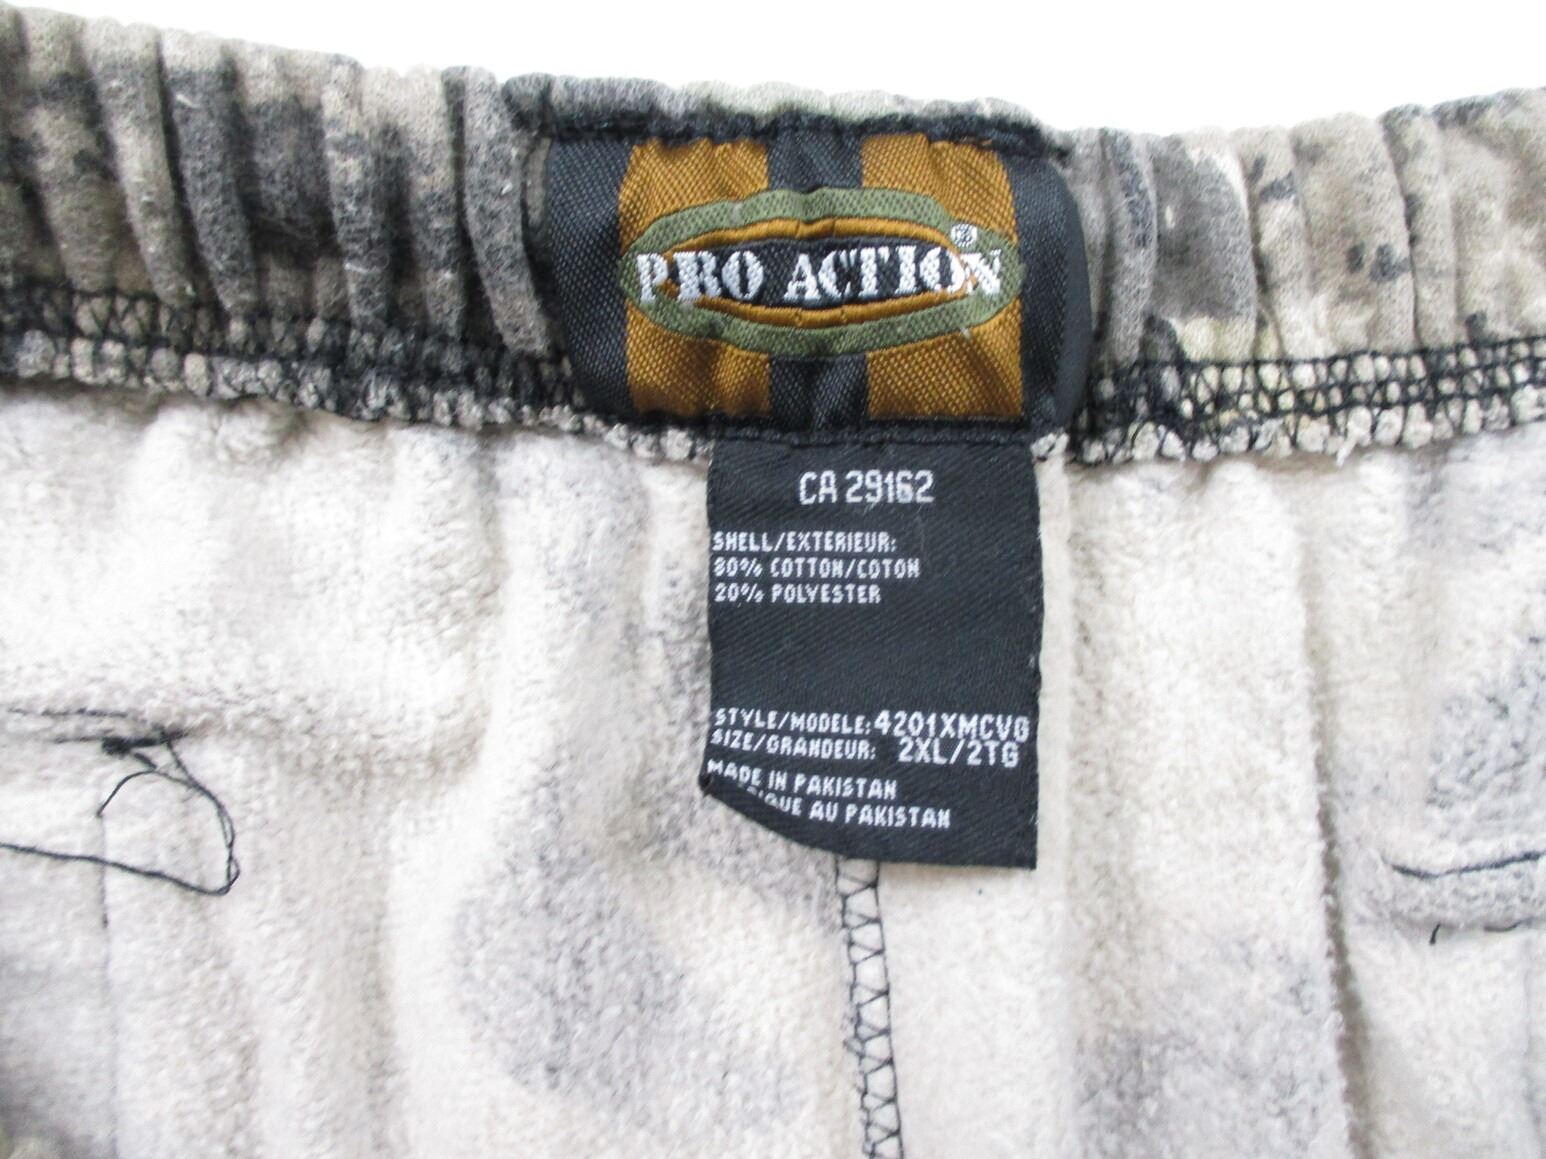 PRO ACTION®
CA 29162
SHELL/EXTERIEUR:
80% COTTON/COTON
20% POLYESTER
STYLE/MODELE: 4201XMCVG
SIZE/GRANDEUR: 2XL/2TG
MADE IN PAKISTAN
AU PAKISTAN